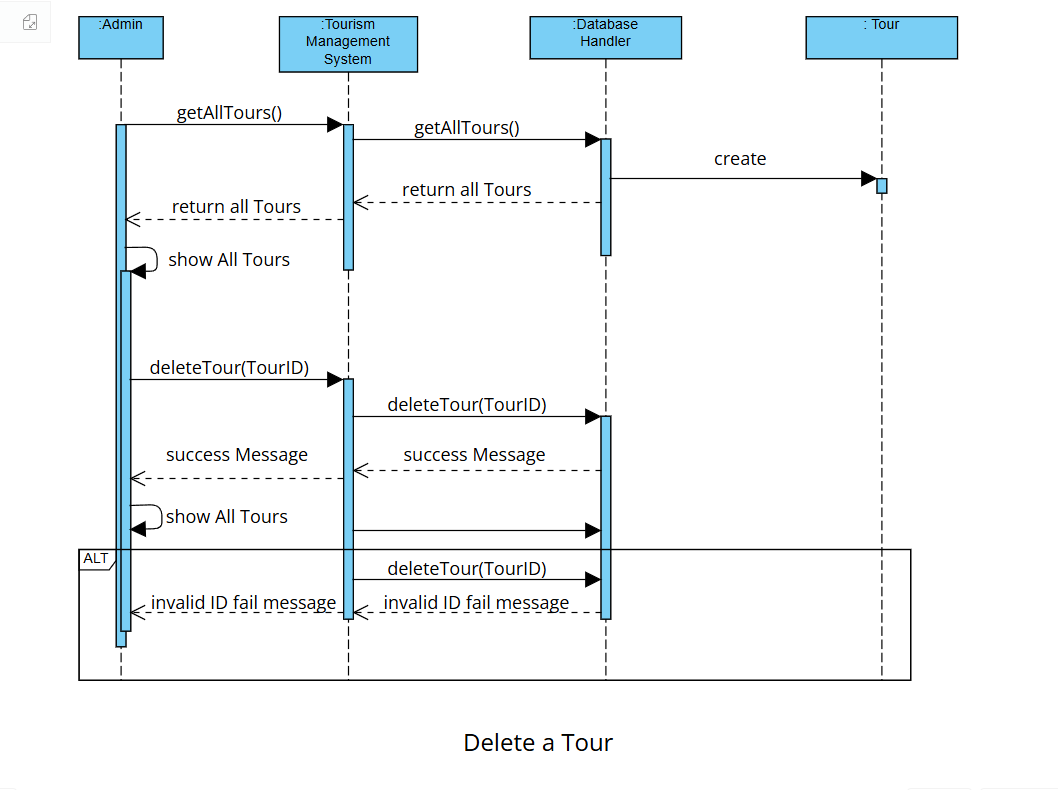 :Admin
:Tourism
Management
System
:Database
Handler
: Tour
getAllTours()
getAllTours()
create
return all Tours
return all Tours
show All Tours
deleteTour(TourID)
deleteTour(TourID)
success Message
success Message
show All Tours
ALT
deleteTour(TourID)
invalid ID fail message
invalid ID fail message
Delete a Tour